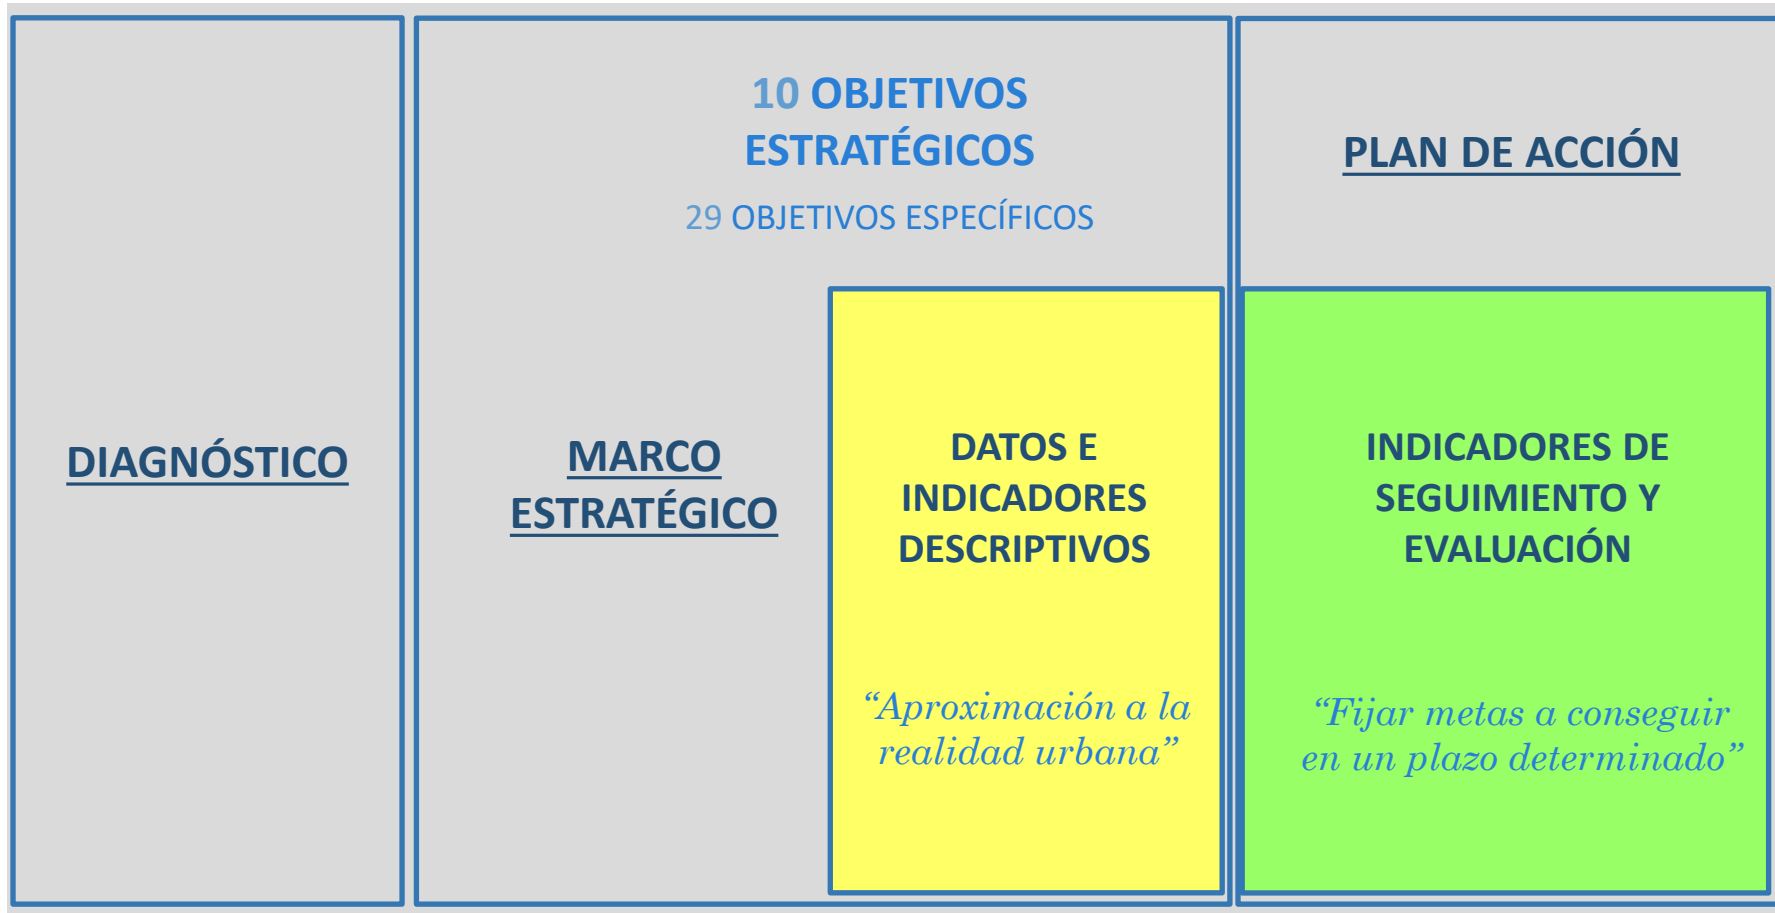 DIAGNÓSTICO
10 OBJETIVOS
ESTRATÉGICOS
29 OBJETIVOS ESPECÍFICOS
MARCO
ESTRATÉGICO
DATOS E
INDICADORES
DESCRIPTIVOS
“Aproximación a la
realidad urbana”
PLAN DE ACCIÓN
INDICADORES DE
SEGUIMIENTO Y
EVALUACIÓN
“Fijar metas a conseguir
en un plazo determinado”